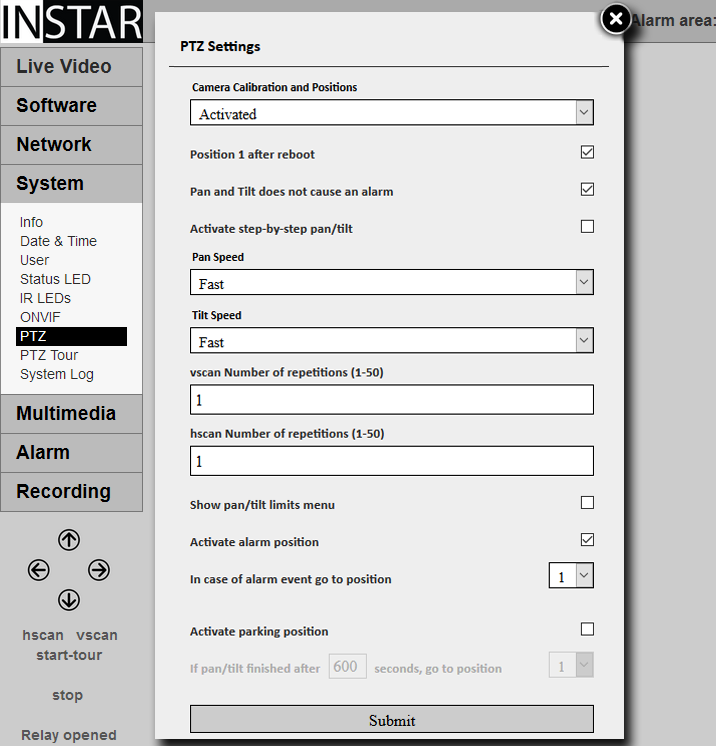 INSTAR
Alarm area:
Live Video
Software
Network
System
Info
Date & Time
User
Status LED
IR LEDs
ONVIF
PTZ
PTZ Tour
System Log
Multimedia
Alarm
Recording
hscan vscan
start-tour
stop
Relay opened
PTZ Settings
Camera Calibration and Positions
Activated
Position 1 after reboot
Pan and Tilt does not cause an alarm
Activate step-by-step pan/tilt
Pan Speed
Fast
Tilt Speed
Fast
vscan Number of repetitions (1-50)
1
hscan Number of repetitions (1-50)
1
Show pan/tilt limits menu
Activate alarm position
In case of alarm event go to position 1
Activate parking position
If pan/tilt finished after 600 seconds, go to position 1
Submit